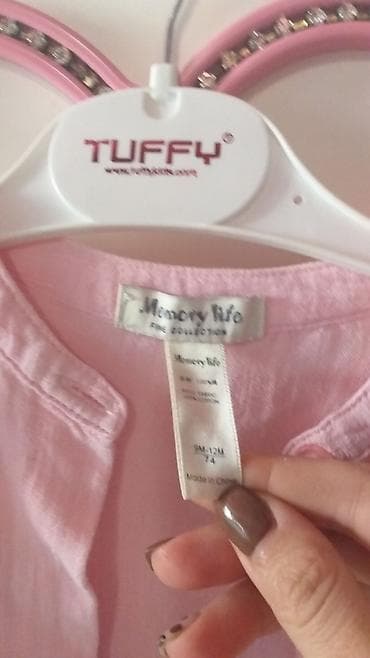 TUFFY®
www.tuffykids.com
Memory life
FINE COLLECTION
Memory life
9M-12M
74
Made in China